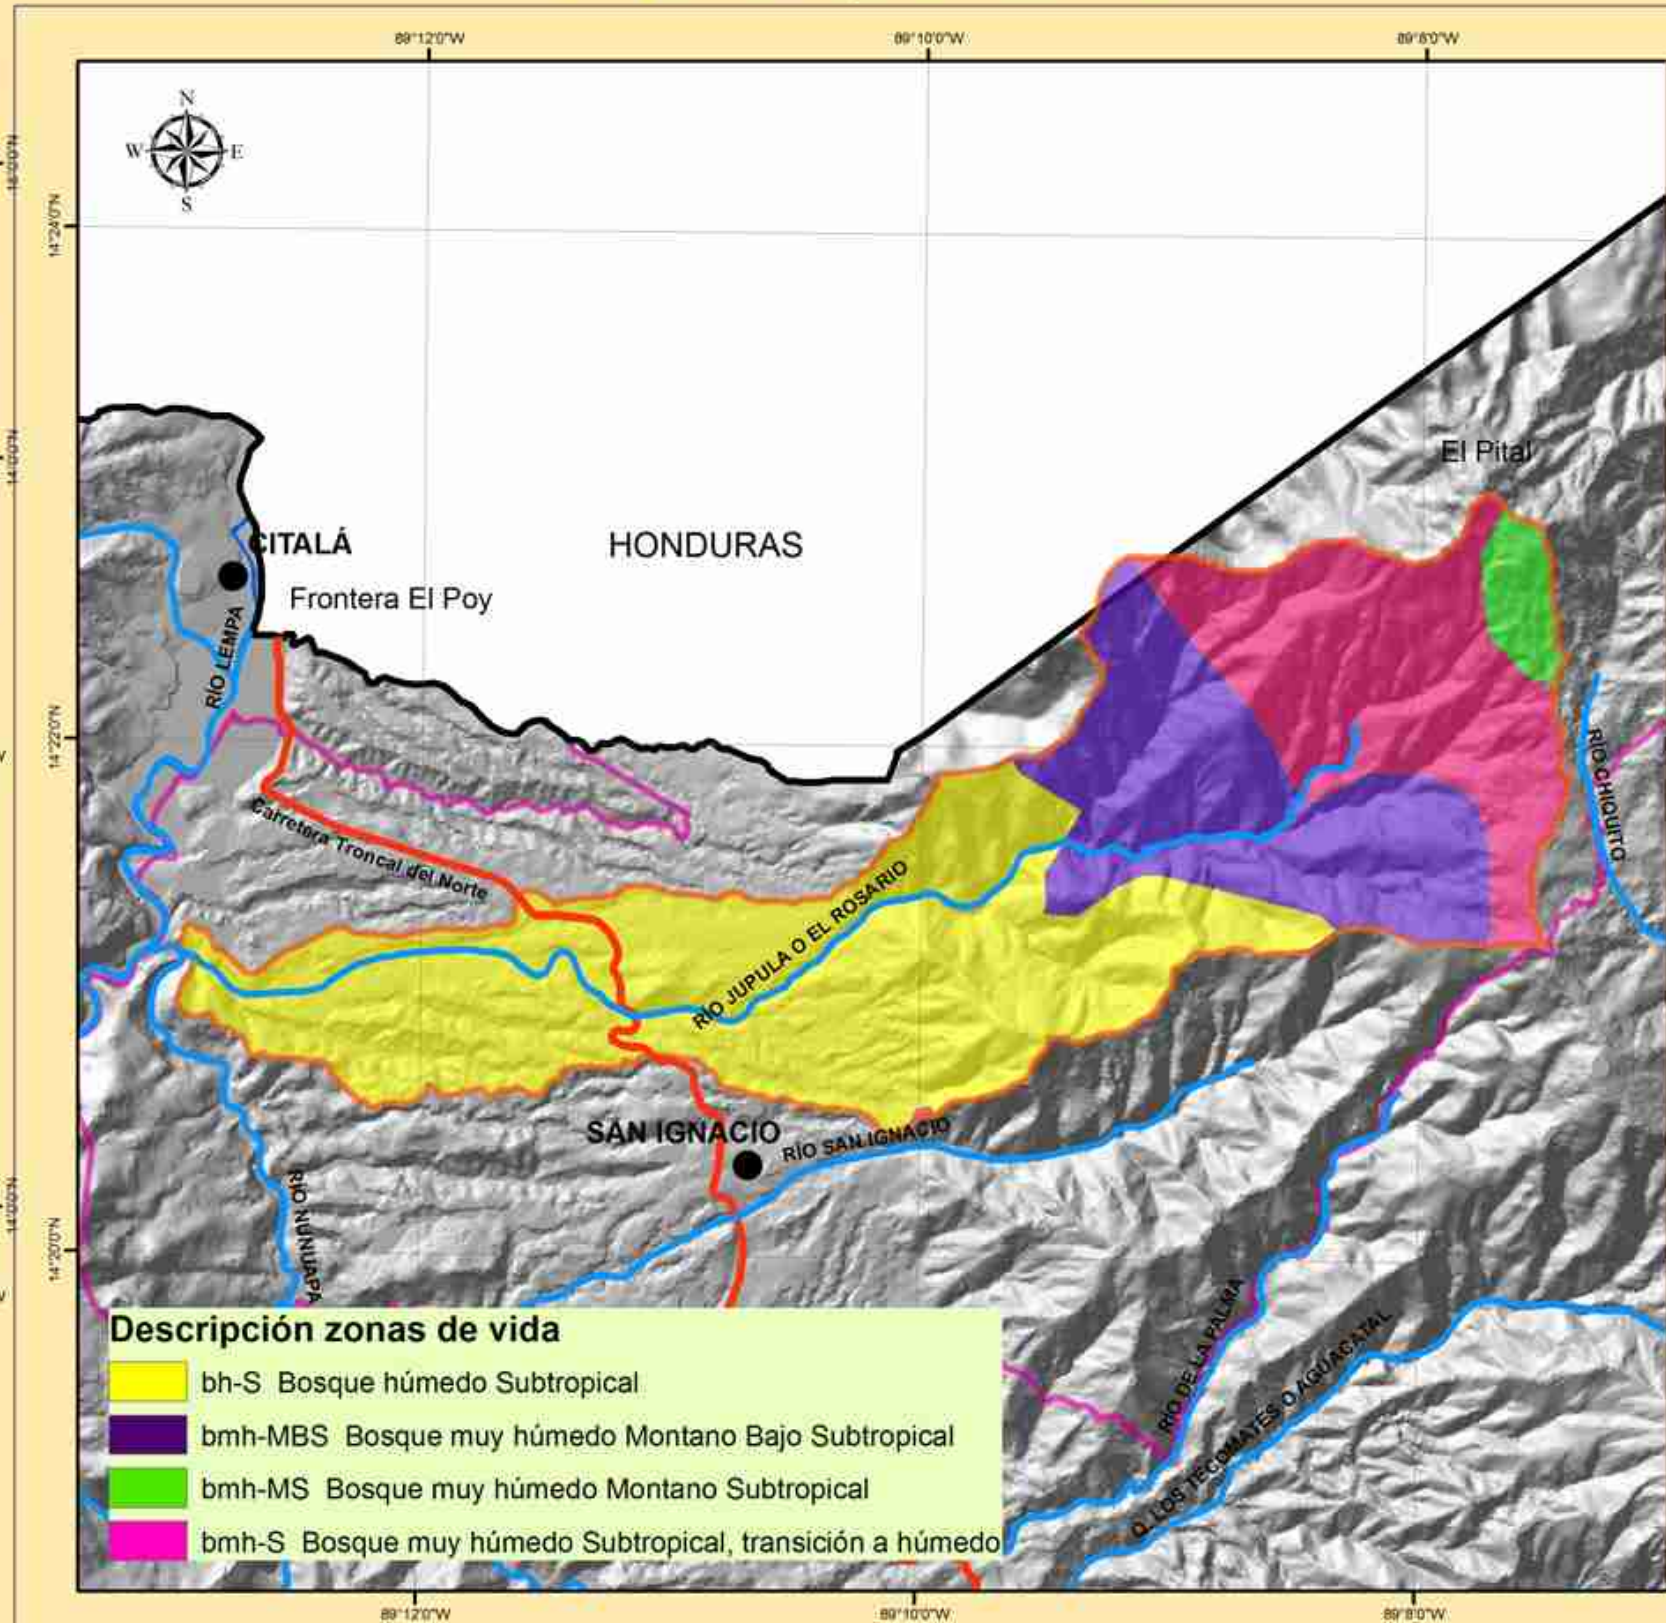 89°12'0"W
89°10'0"W
89°8'0"W
N
W
E
S
14°24'0"N
El Pital
CITALÁ
HONDURAS
Frontera El Poy
RÍO LEMPA
14°22'0"N
RÍO CHIQUITO
Carretera Troncal del Norte
RÍO JUPULA O EL ROSARIO
SAN IGNACIO
RÍO SAN IGNACIO
RÍO NUNUAPA
14°20'0"N
RÍO DE LA PALMA
Q. LOS TECOMATES O AGUACATAL
Descripción zonas de vida
bh-S Bosque húmedo Subtropical
bmh-MBS Bosque muy húmedo Montano Bajo Subtropical
bmh-MS Bosque muy húmedo Montano Subtropical
bmh-S Bosque muy húmedo Subtropical, transición a húmedo
89°12'0"W
89°10'0"W
89°8'0"W